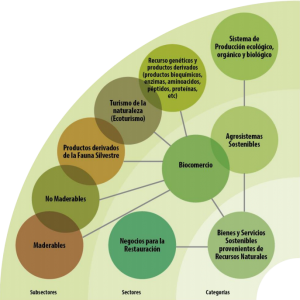 Sistema de
Producción ecológico,
orgánico y biológico
Recurso genéticos y
productos derivados
(productos bioquímicos,
enzimas, aminoacidos,
péptidos, proteínas,
etc)
Turismo de la
naturaleza
(Ecoturismo)
Agrosistemas
Sostenibles
Productos derivados
de la Fauna Silvestre
Biocomercio
No Maderables
Maderables
Negocios para la
Restauración
Bienes y Servicios
Sostenibles
provenientes de
Recursos Naturales
Subsectores
Sectores
Categorías